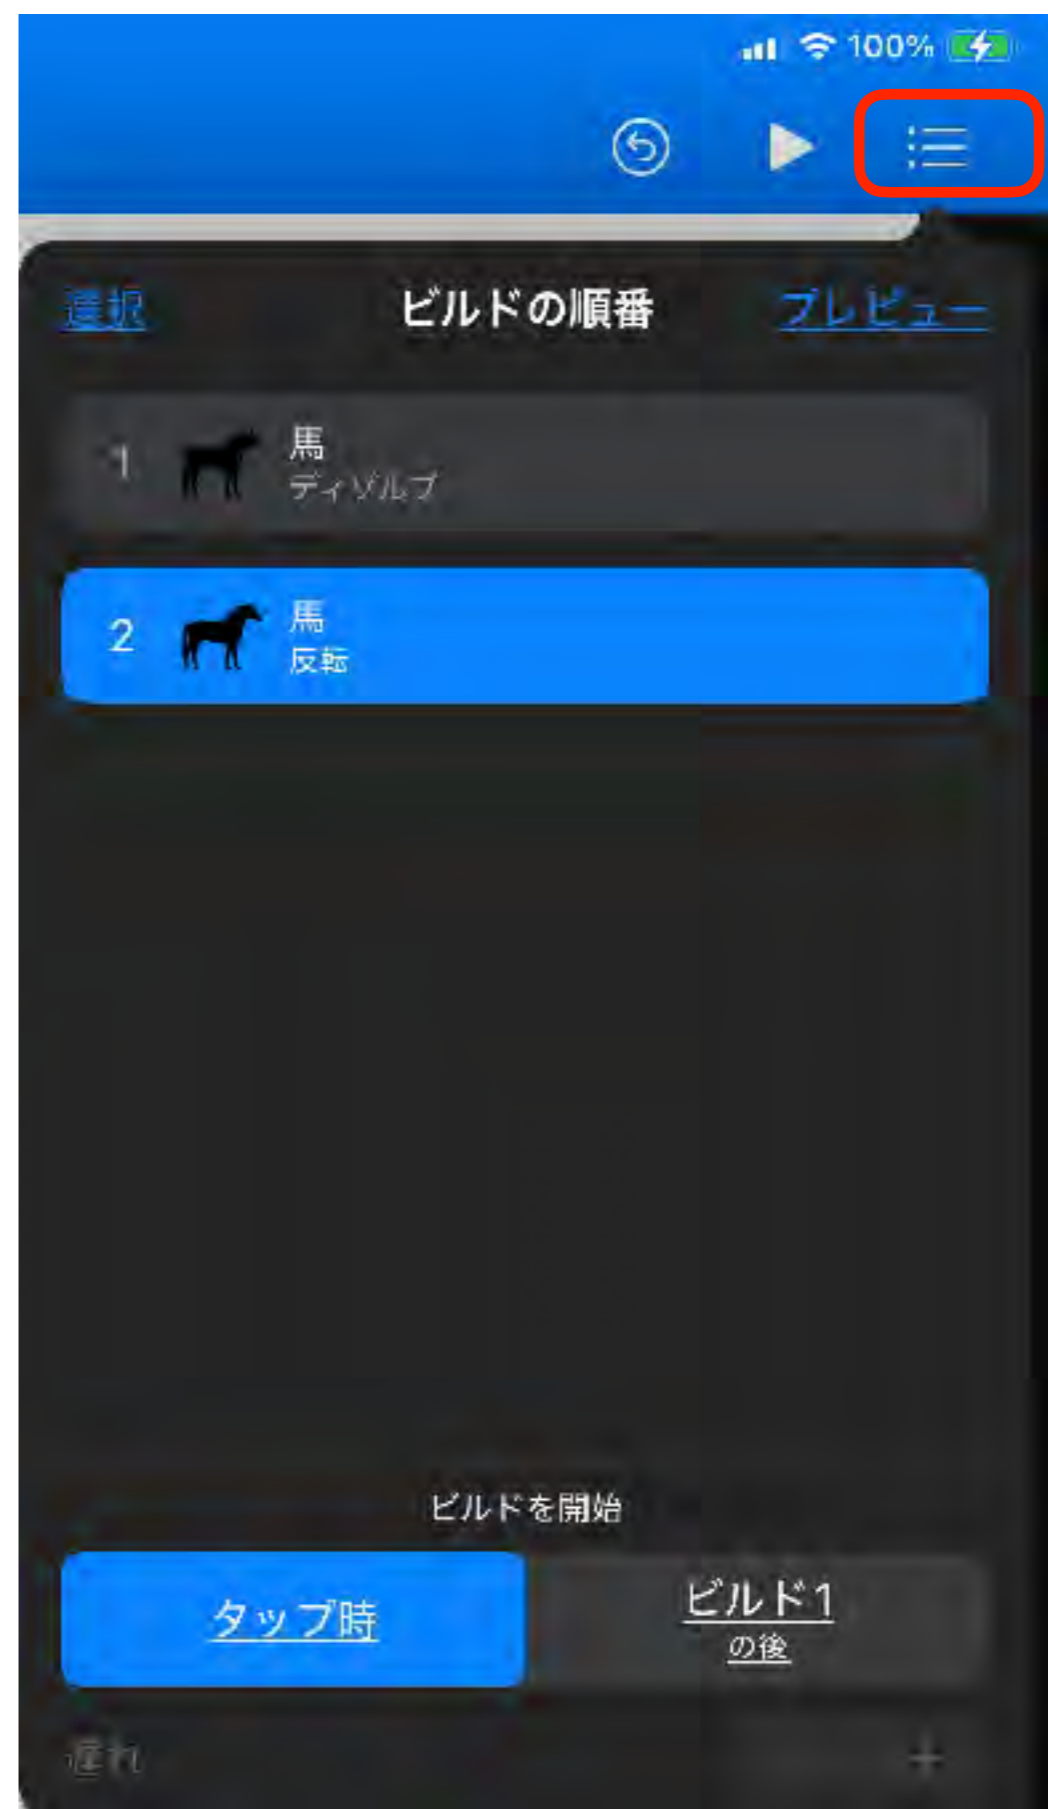 100%
選択 ビルドの順番 プレビュー
1 馬
ディゾルブ
2 馬
反転
ビルドを開始
タップ時 ビルド1
の後
遅れ +